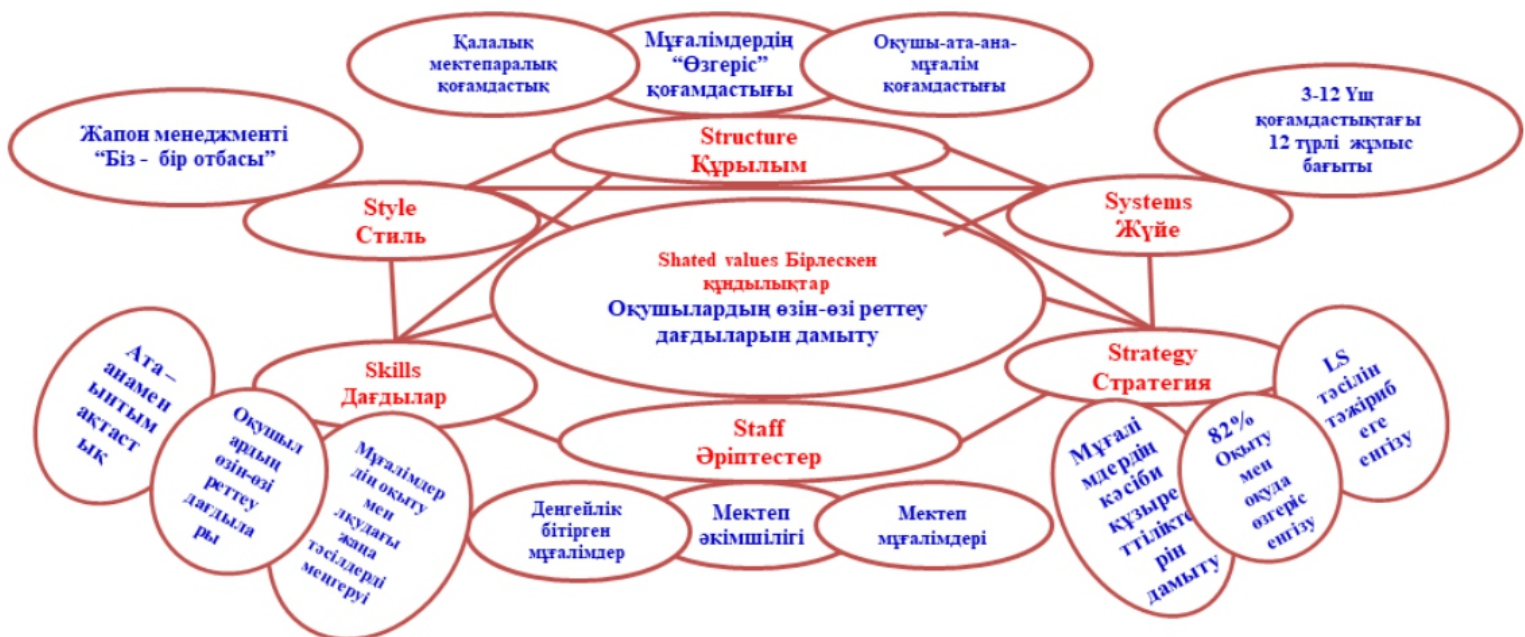 Қалалық
мектепаралық
қоғамдастық
Мұғалімдердің
“Өзгеріс”
қоғамдастығы
Оқушы-ата-ана-
мұғалім
қоғамдастығы
Жапон менеджменті
“Біз - бір отбасы”
3-12 Үш
қоғамдастықтағы
12 түрлі жұмыс
бағыты
Structure
Құрылым
Style
Стиль
Systems
Жүйе
Shated values Бірлескен
құндылықтар
Оқушылардың өзін-өзі реттеу
дағдыларын дамыту
Skills
Дағдылар
Strategy
Стратегия
Staff
Әріптестер
Ата –
анамен
ынтым
ақтаст
ық
Оқушыл
ардың
өзін-өзі
реттеу
дағдыла
ры
Мұғалімдер
дің оқыту
мен
лқудағы
жаңа
тәсілдерді
меңгеруі
Деңгейлік
бітірген
мұғалімдер
Мектеп
әкімшілігі
Мектеп
мұғалімдері
Мұғалі
мдердің
кәсіби
құзыре
ттілікте
рін
дамыту
82%
Оқыту
мен
оқуда
өзгеріс
енгізу
LS
тәсілін
тәжіриб
еге
енгізу